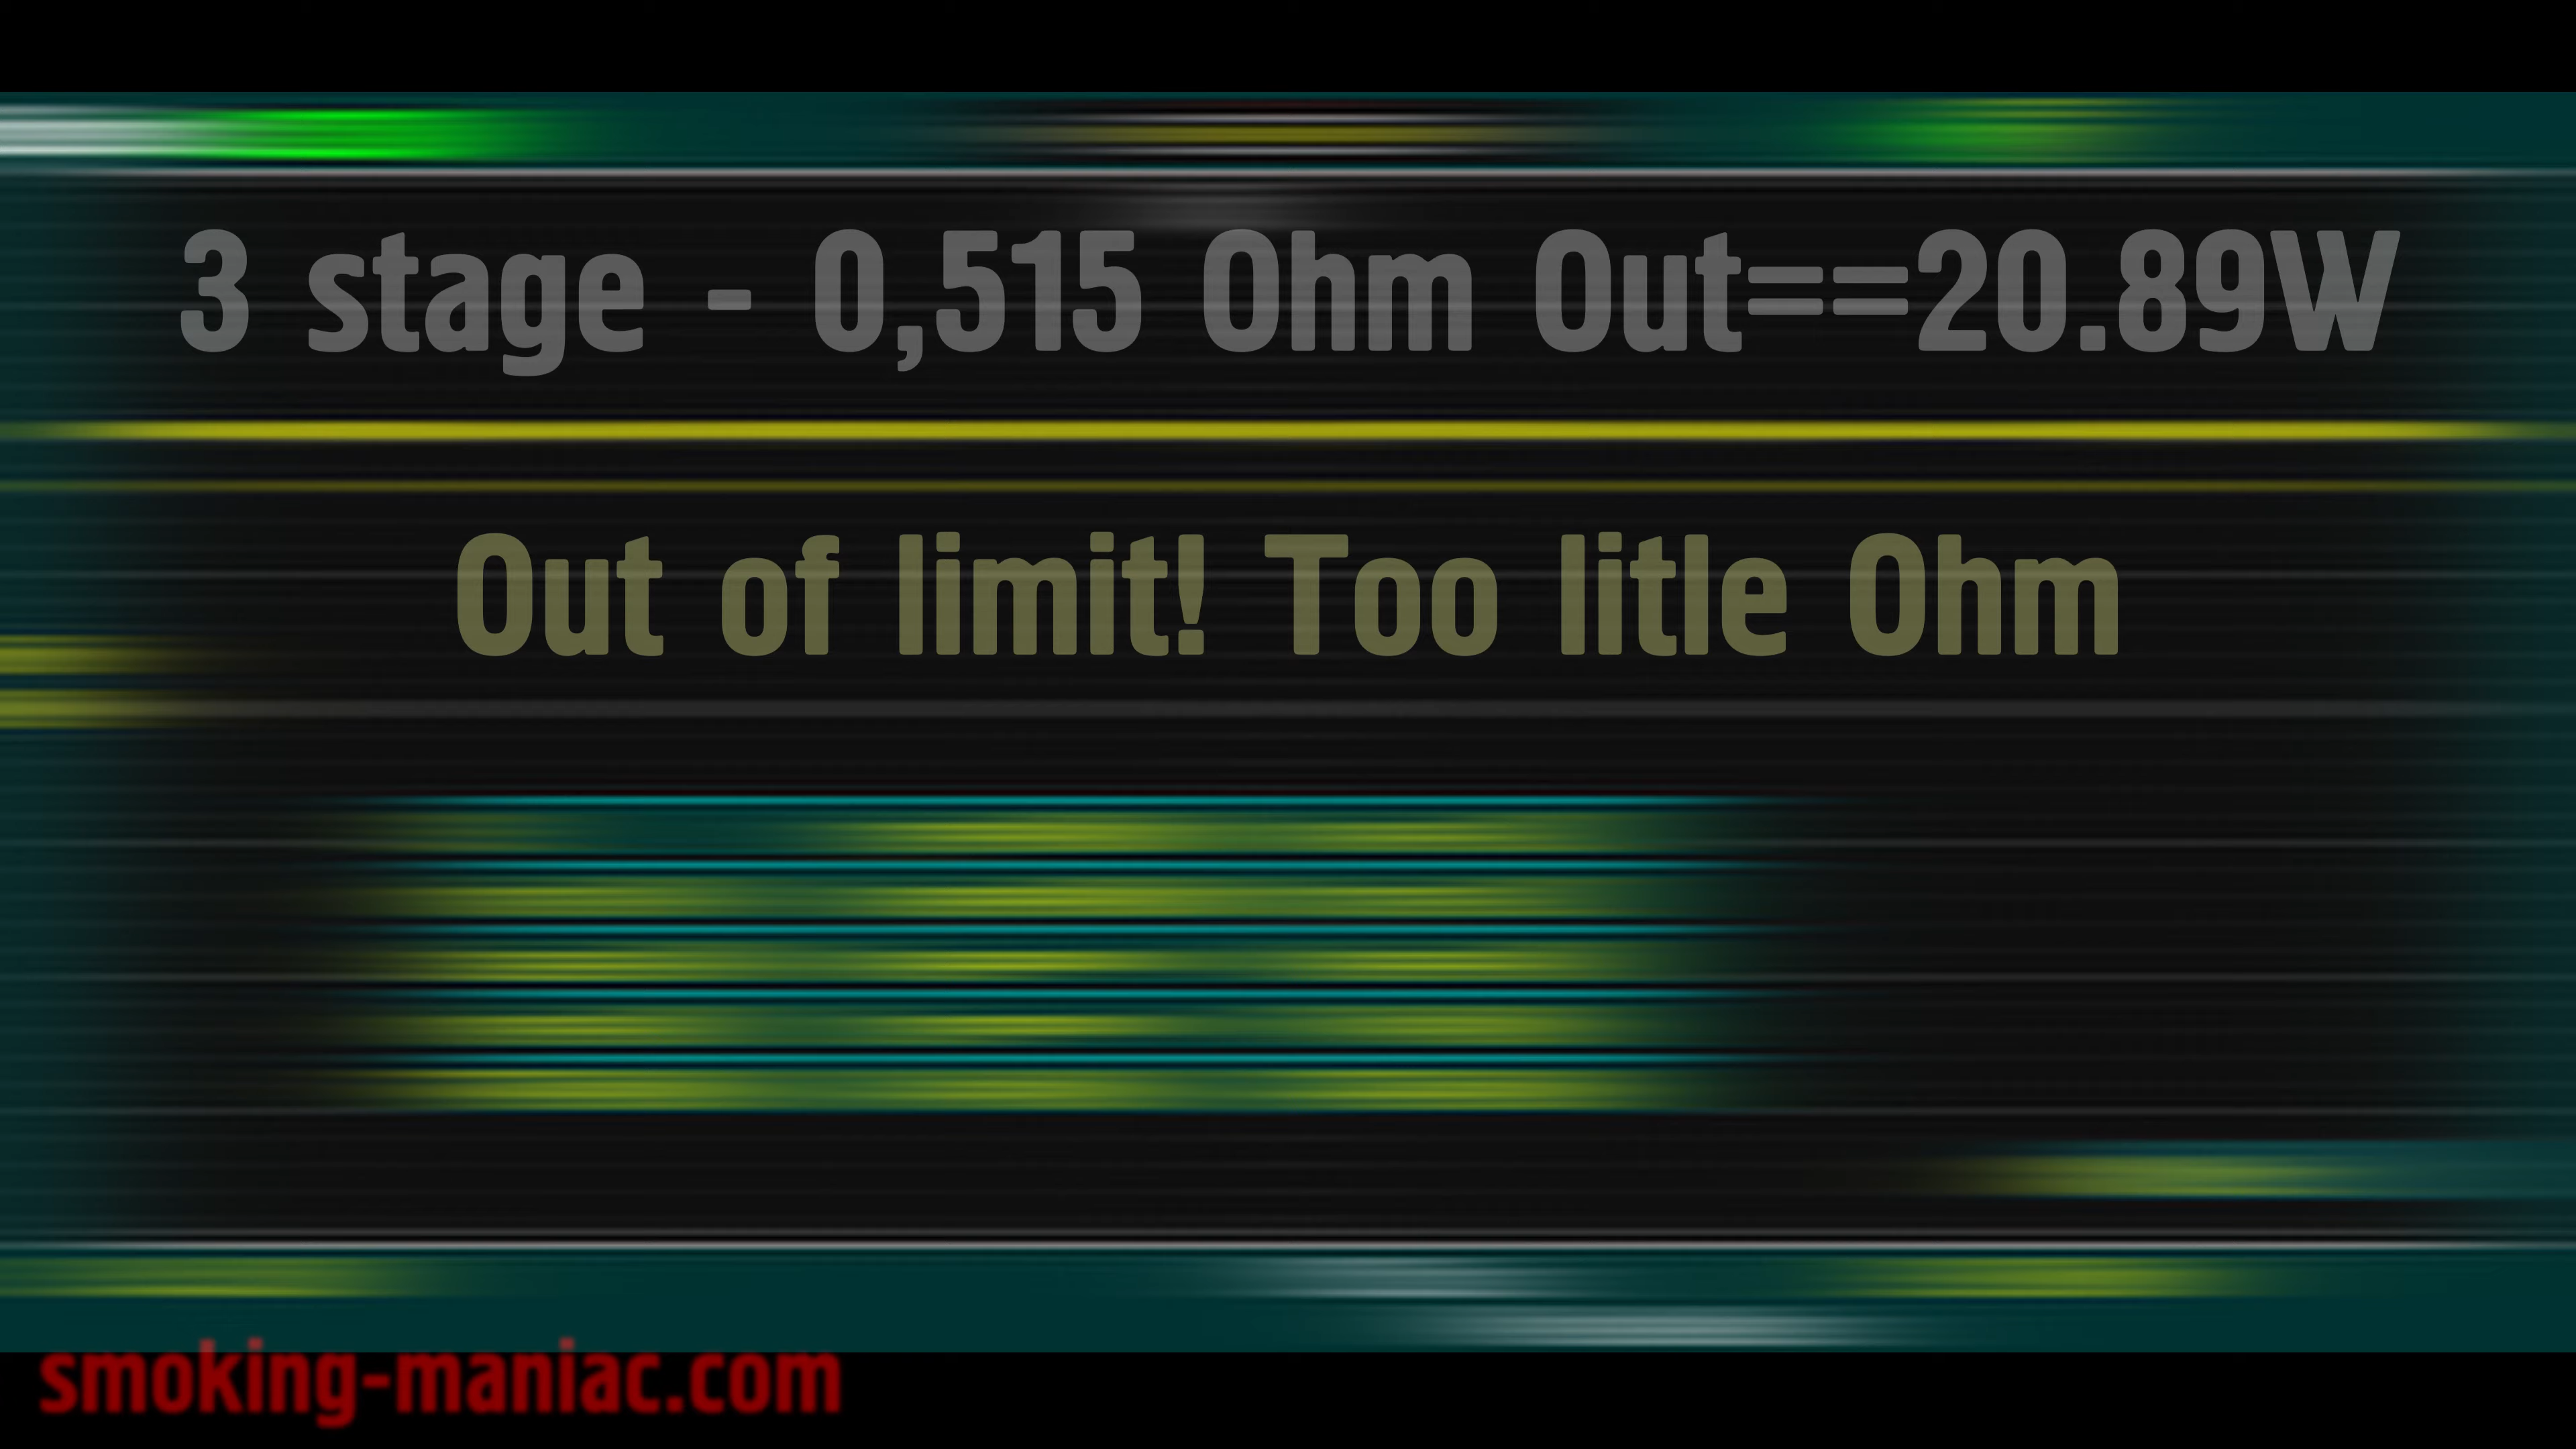 3 stage - 0,515 Ohm Out==20.89W
Out of limit! Too litle Ohm
smoking-maniac.com